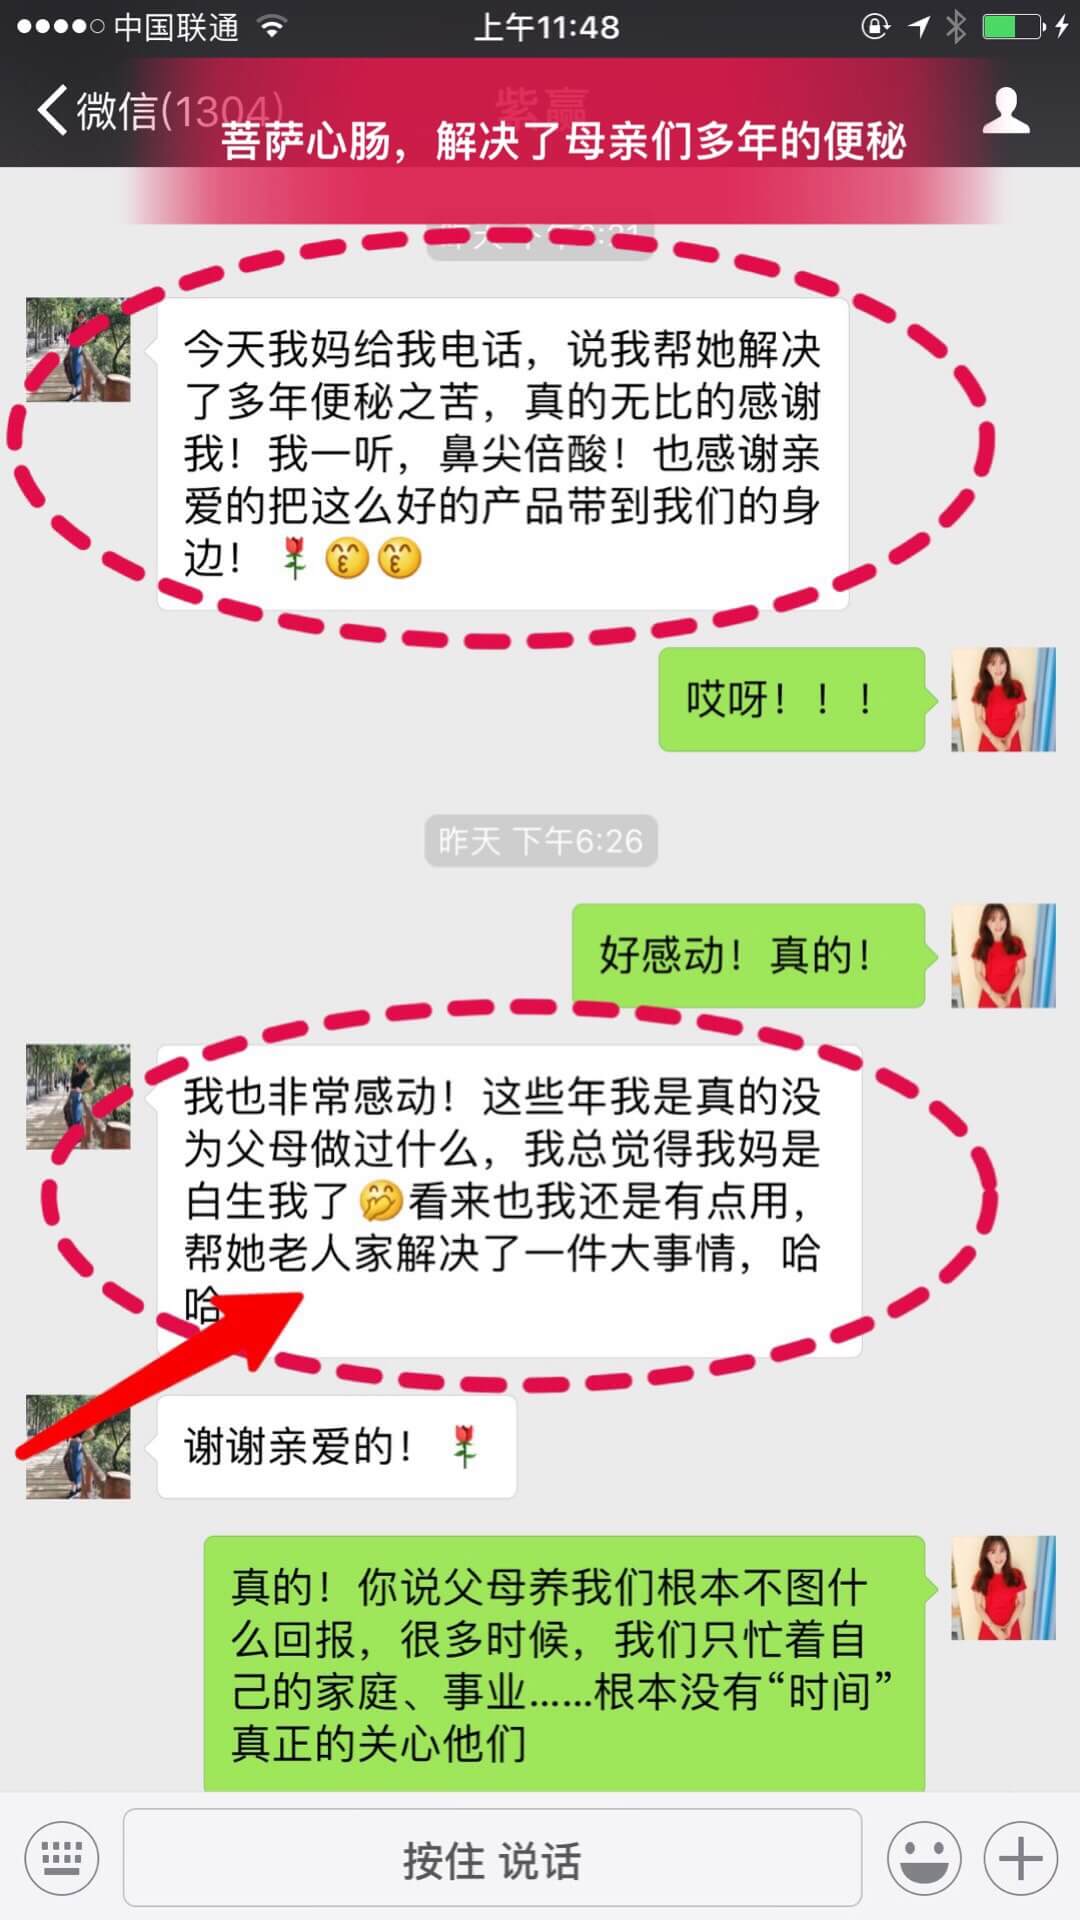 中国联通
上午11:48
微信(1304)
紫赢
菩萨心肠，解决了母亲们多年的便秘
今天我妈给我电话，说我帮她解决
了多年便秘之苦，真的无比的感谢
我！我一听，鼻尖倍酸！也感谢亲
爱的把这么好的产品带到我们的身
边！🌹😙😙
哎呀！！！
昨天 下午6:26
好感动！真的！
我也非常感动！这些年我是真的没
为父母做过什么，我总觉得我妈是
白生我了🤭看来也我还是有点用，
帮她老人家解决了一件大事情，哈
哈
谢谢亲爱的！🌹
真的！你说父母养我们根本不图什
么回报，很多时候，我们只忙着自
己的家庭、事业……根本没有“时间”
真正的关心他们
按住 说话